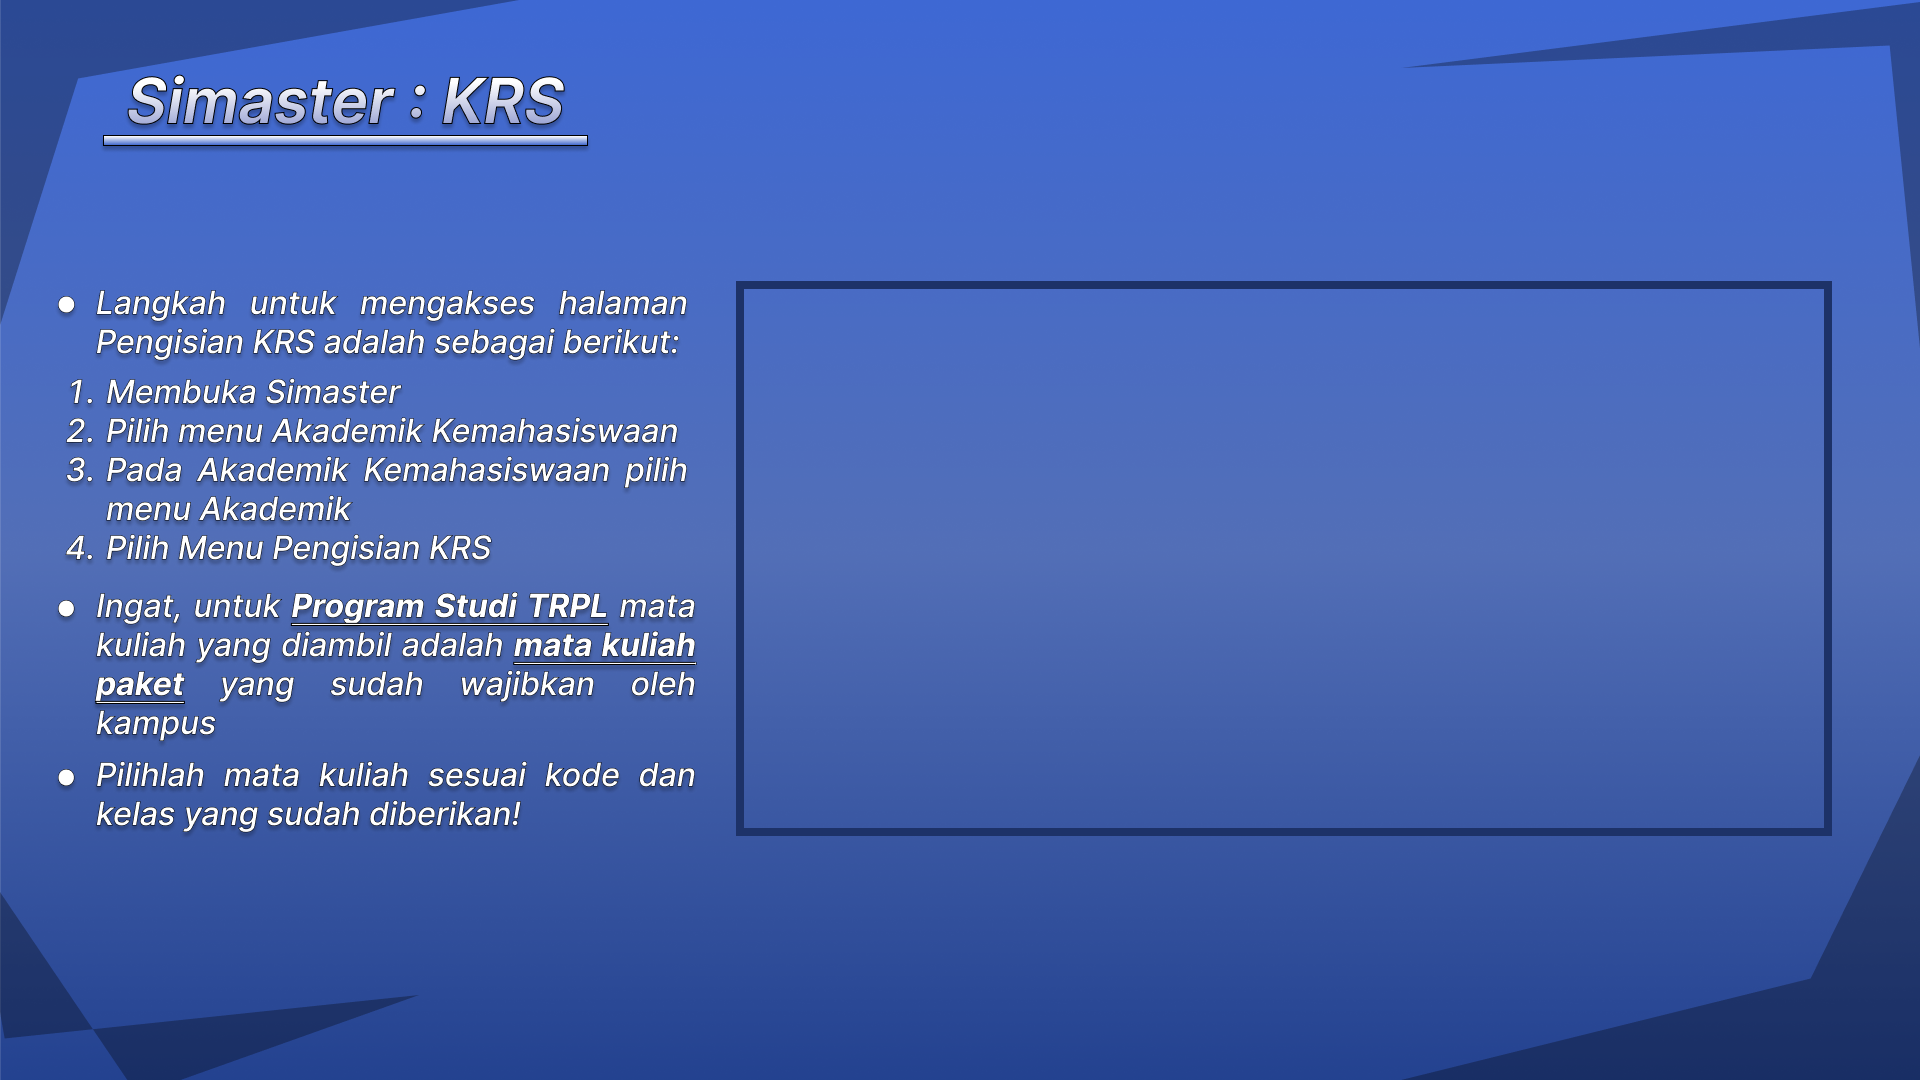 Simaster : KRS
● Langkah untuk mengakses halaman
Pengisian KRS adalah sebagai berikut:
1. Membuka Simaster
2. Pilih menu Akademik Kemahasiswaan
3. Pada Akademik Kemahasiswaan pilih
menu Akademik
4. Pilih Menu Pengisian KRS
● Ingat, untuk Program Studi TRPL mata
kuliah yang diambil adalah mata kuliah
paket yang sudah wajibkan oleh
kampus
● Pilihlah mata kuliah sesuai kode dan
kelas yang sudah diberikan!